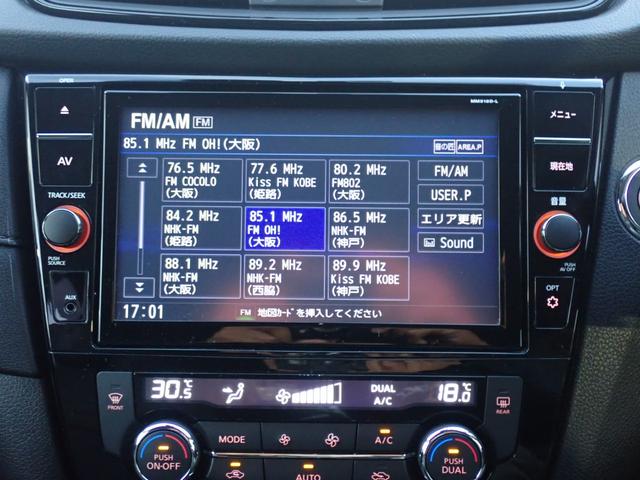 OPEN
MM318D-L
FM/AM FM
85.1 MHz FM OH!(大阪)
音の匠 AREA.P
76.5 MHz
FM COCOLO
(大阪)
77.6 MHz
Kiss FM KOBE
(姫路)
80.2 MHz
FM802
(大阪)
84.2 MHz
NHK-FM
(姫路)
85.1 MHz
FM OH!
(大阪)
86.5 MHz
NHK-FM
(神戸)
88.1 MHz
NHK-FM
(大阪)
89.2 MHz
NHK-FM
(西脇)
89.9 MHz
Kiss FM KOBE
(神戸)
FM/AM
USER.P
エリア更新
Sound
17:01
FM 地図ｶｰﾄﾞを挿入してください
AV
TRACK/SEEK
PUSH
SOURCE
AUX
メニュー
現在地
音量
PUSH
AV OFF
OPT
30.5℃
DUAL
A/C
18.0℃
FRONT
REAR
PUSH
ON·OFF
MODE
A/C
AUTO
PUSH
DUAL